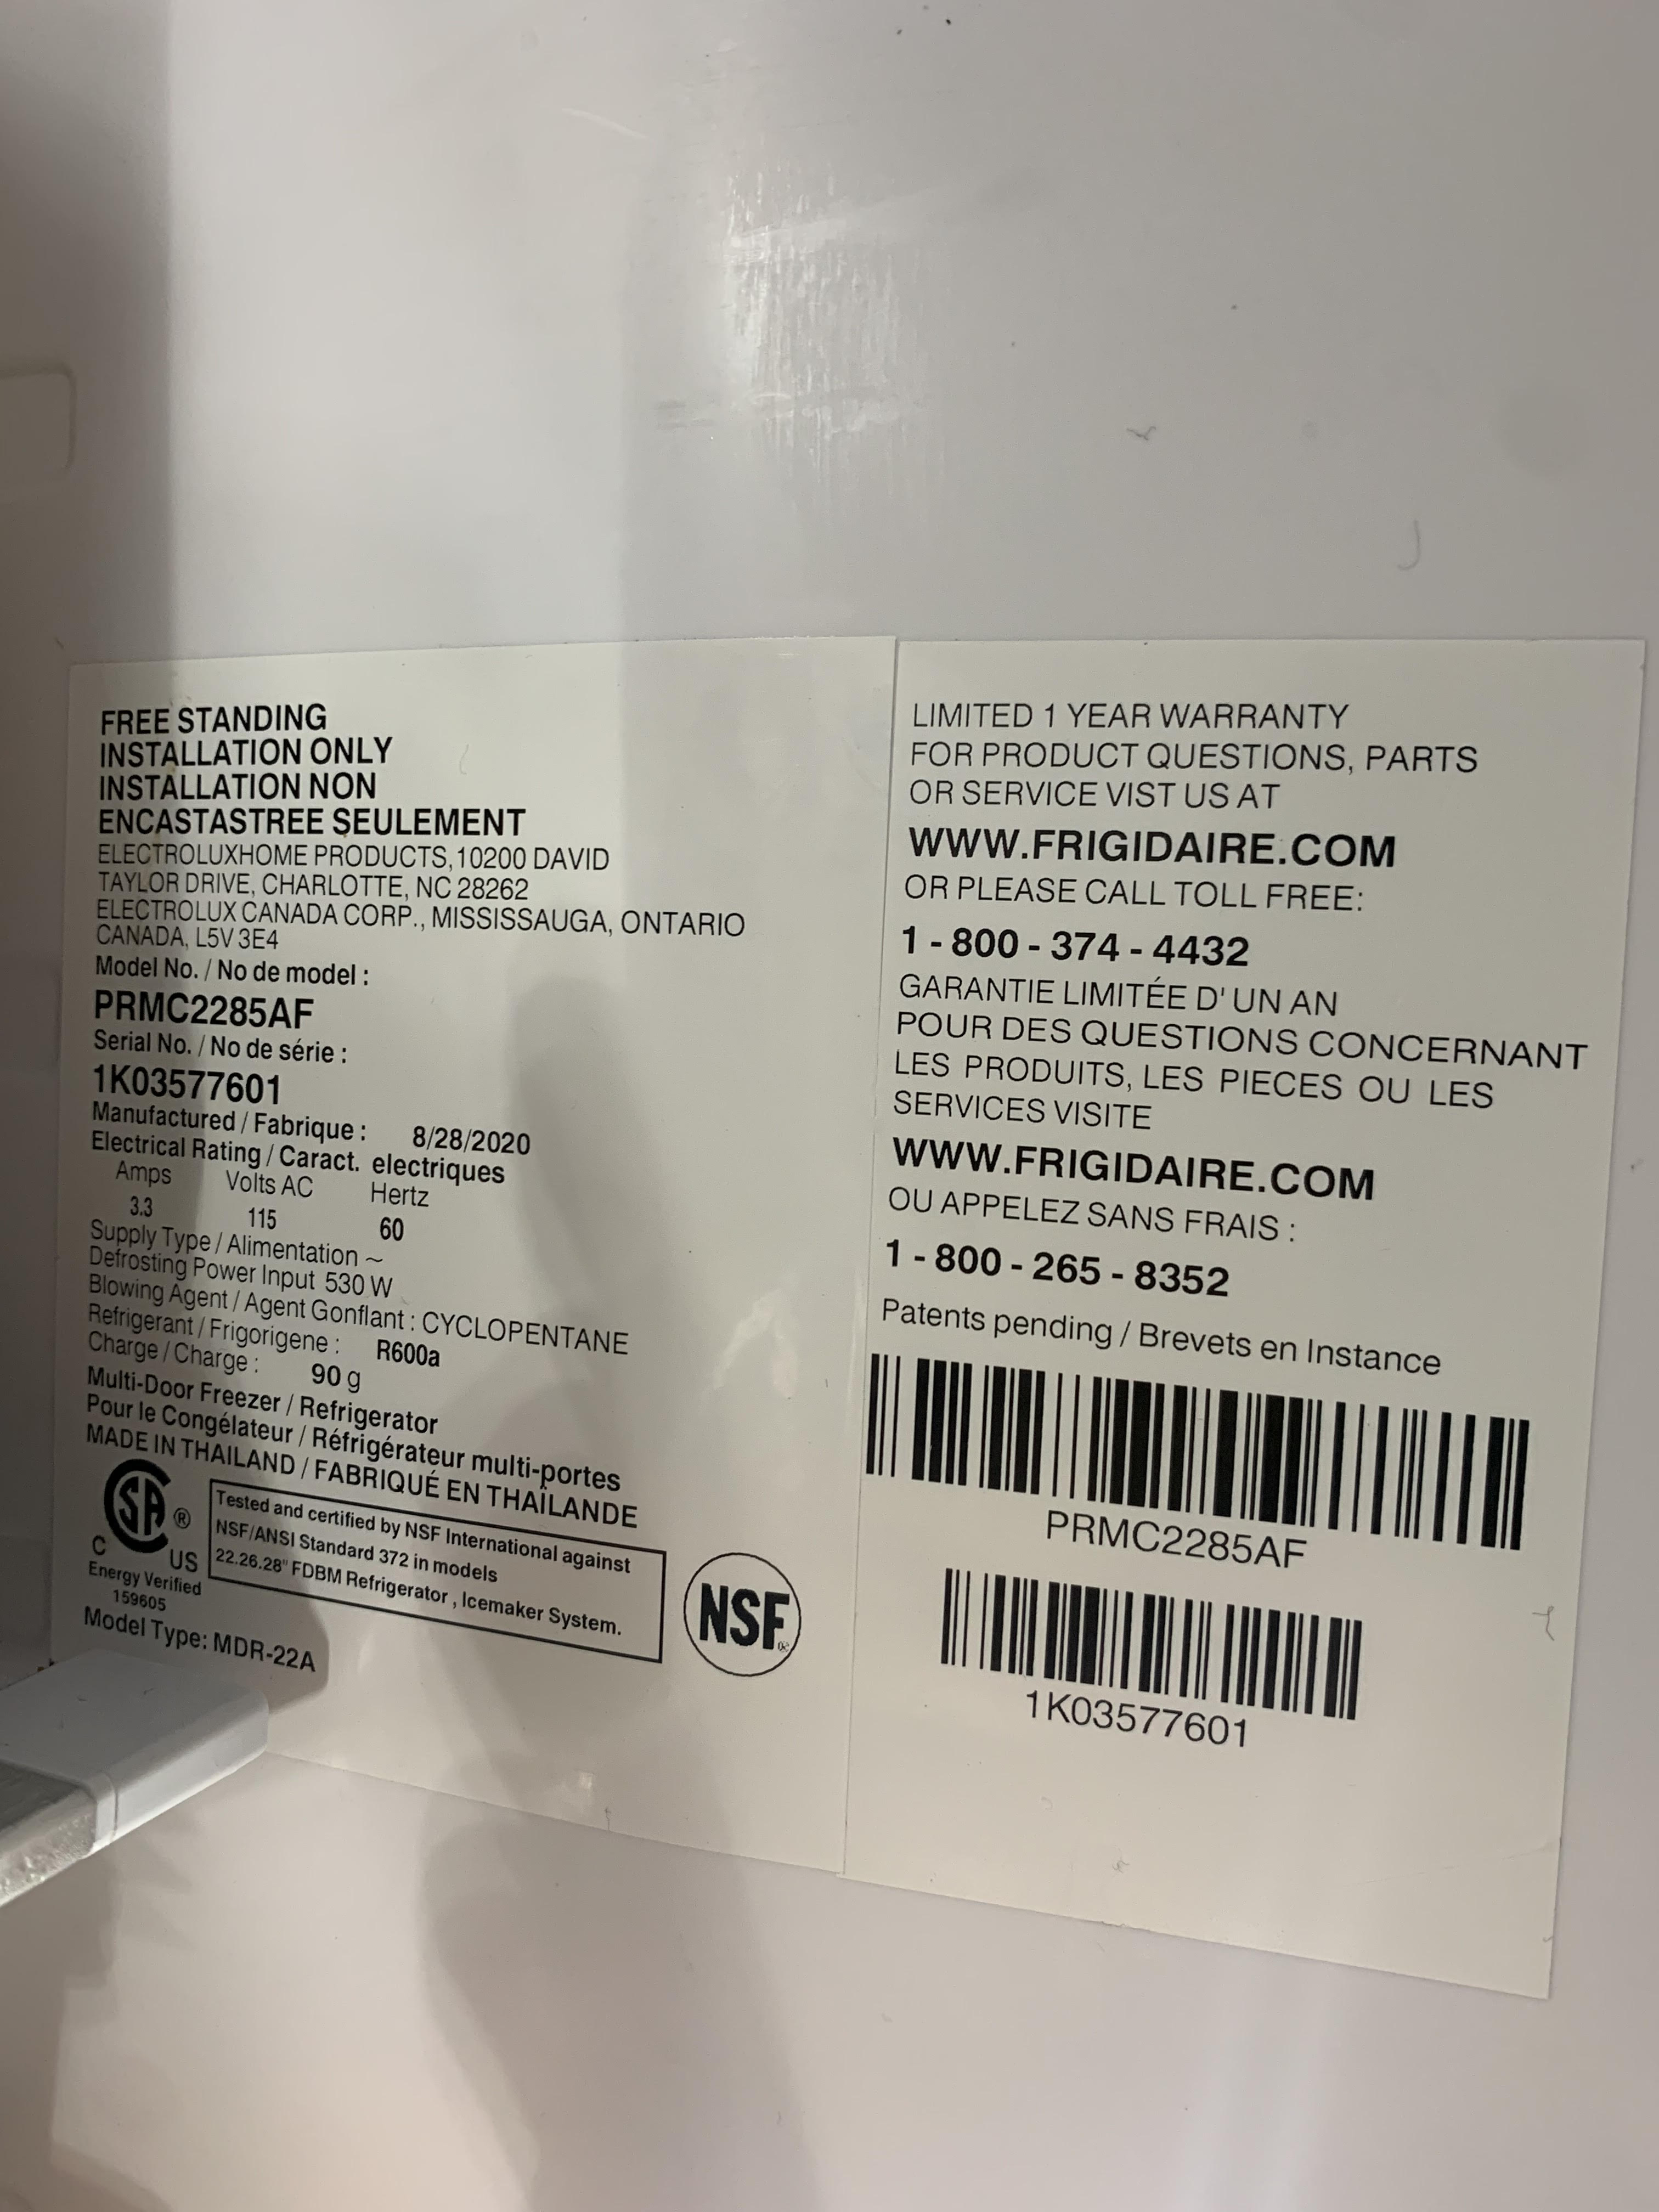 FREE STANDING
INSTALLATION ONLY
INSTALLATION NON
ENCASTASTREE SEULEMENT
ELECTROLUXHOME PRODUCTS, 10200 DAVID
TAYLOR DRIVE, CHARLOTTE, NC 28262
ELECTROLUX CANADA CORP., MISSISSAUGA, ONTARIO
CANADA, L5V 3E4
Model No. / No de model :
PRMC2285AF
Serial No. / No de série :
1K03577601
Manufactured / Fabrique : 8/28/2020
Electrical Rating / Caract. electriques
Amps Volts AC Hertz
3.3 115 60
Supply Type / Alimentation ~
Defrosting Power Input 530 W
Blowing Agent / Agent Gonflant : CYCLOPENTANE
Refrigerant / Frigorigene : R600a
Charge / Charge : 90 g
Multi-Door Freezer / Refrigerator
Pour le Congélateur / Réfrigérateur multi-portes
MADE IN THAILAND / FABRIQUÉ EN THAÏLANDE
SA ®
C US
Energy Verified
159605
Tested and certified by NSF International against
NSF/ANSI Standard 372 in models
22.26.28" FDBM Refrigerator , Icemaker System.
NSF
Model Type: MDR-22A
LIMITED 1 YEAR WARRANTY
FOR PRODUCT QUESTIONS, PARTS
OR SERVICE VIST US AT
WWW.FRIGIDAIRE.COM
OR PLEASE CALL TOLL FREE:
1 - 800 - 374 - 4432
GARANTIE LIMITÉE D' UN AN
POUR DES QUESTIONS CONCERNANT
LES PRODUITS, LES PIECES OU LES
SERVICES VISITE
WWW.FRIGIDAIRE.COM
OU APPELEZ SANS FRAIS :
1 - 800 - 265 - 8352
Patents pending / Brevets en Instance
PRMC2285AF
1K03577601